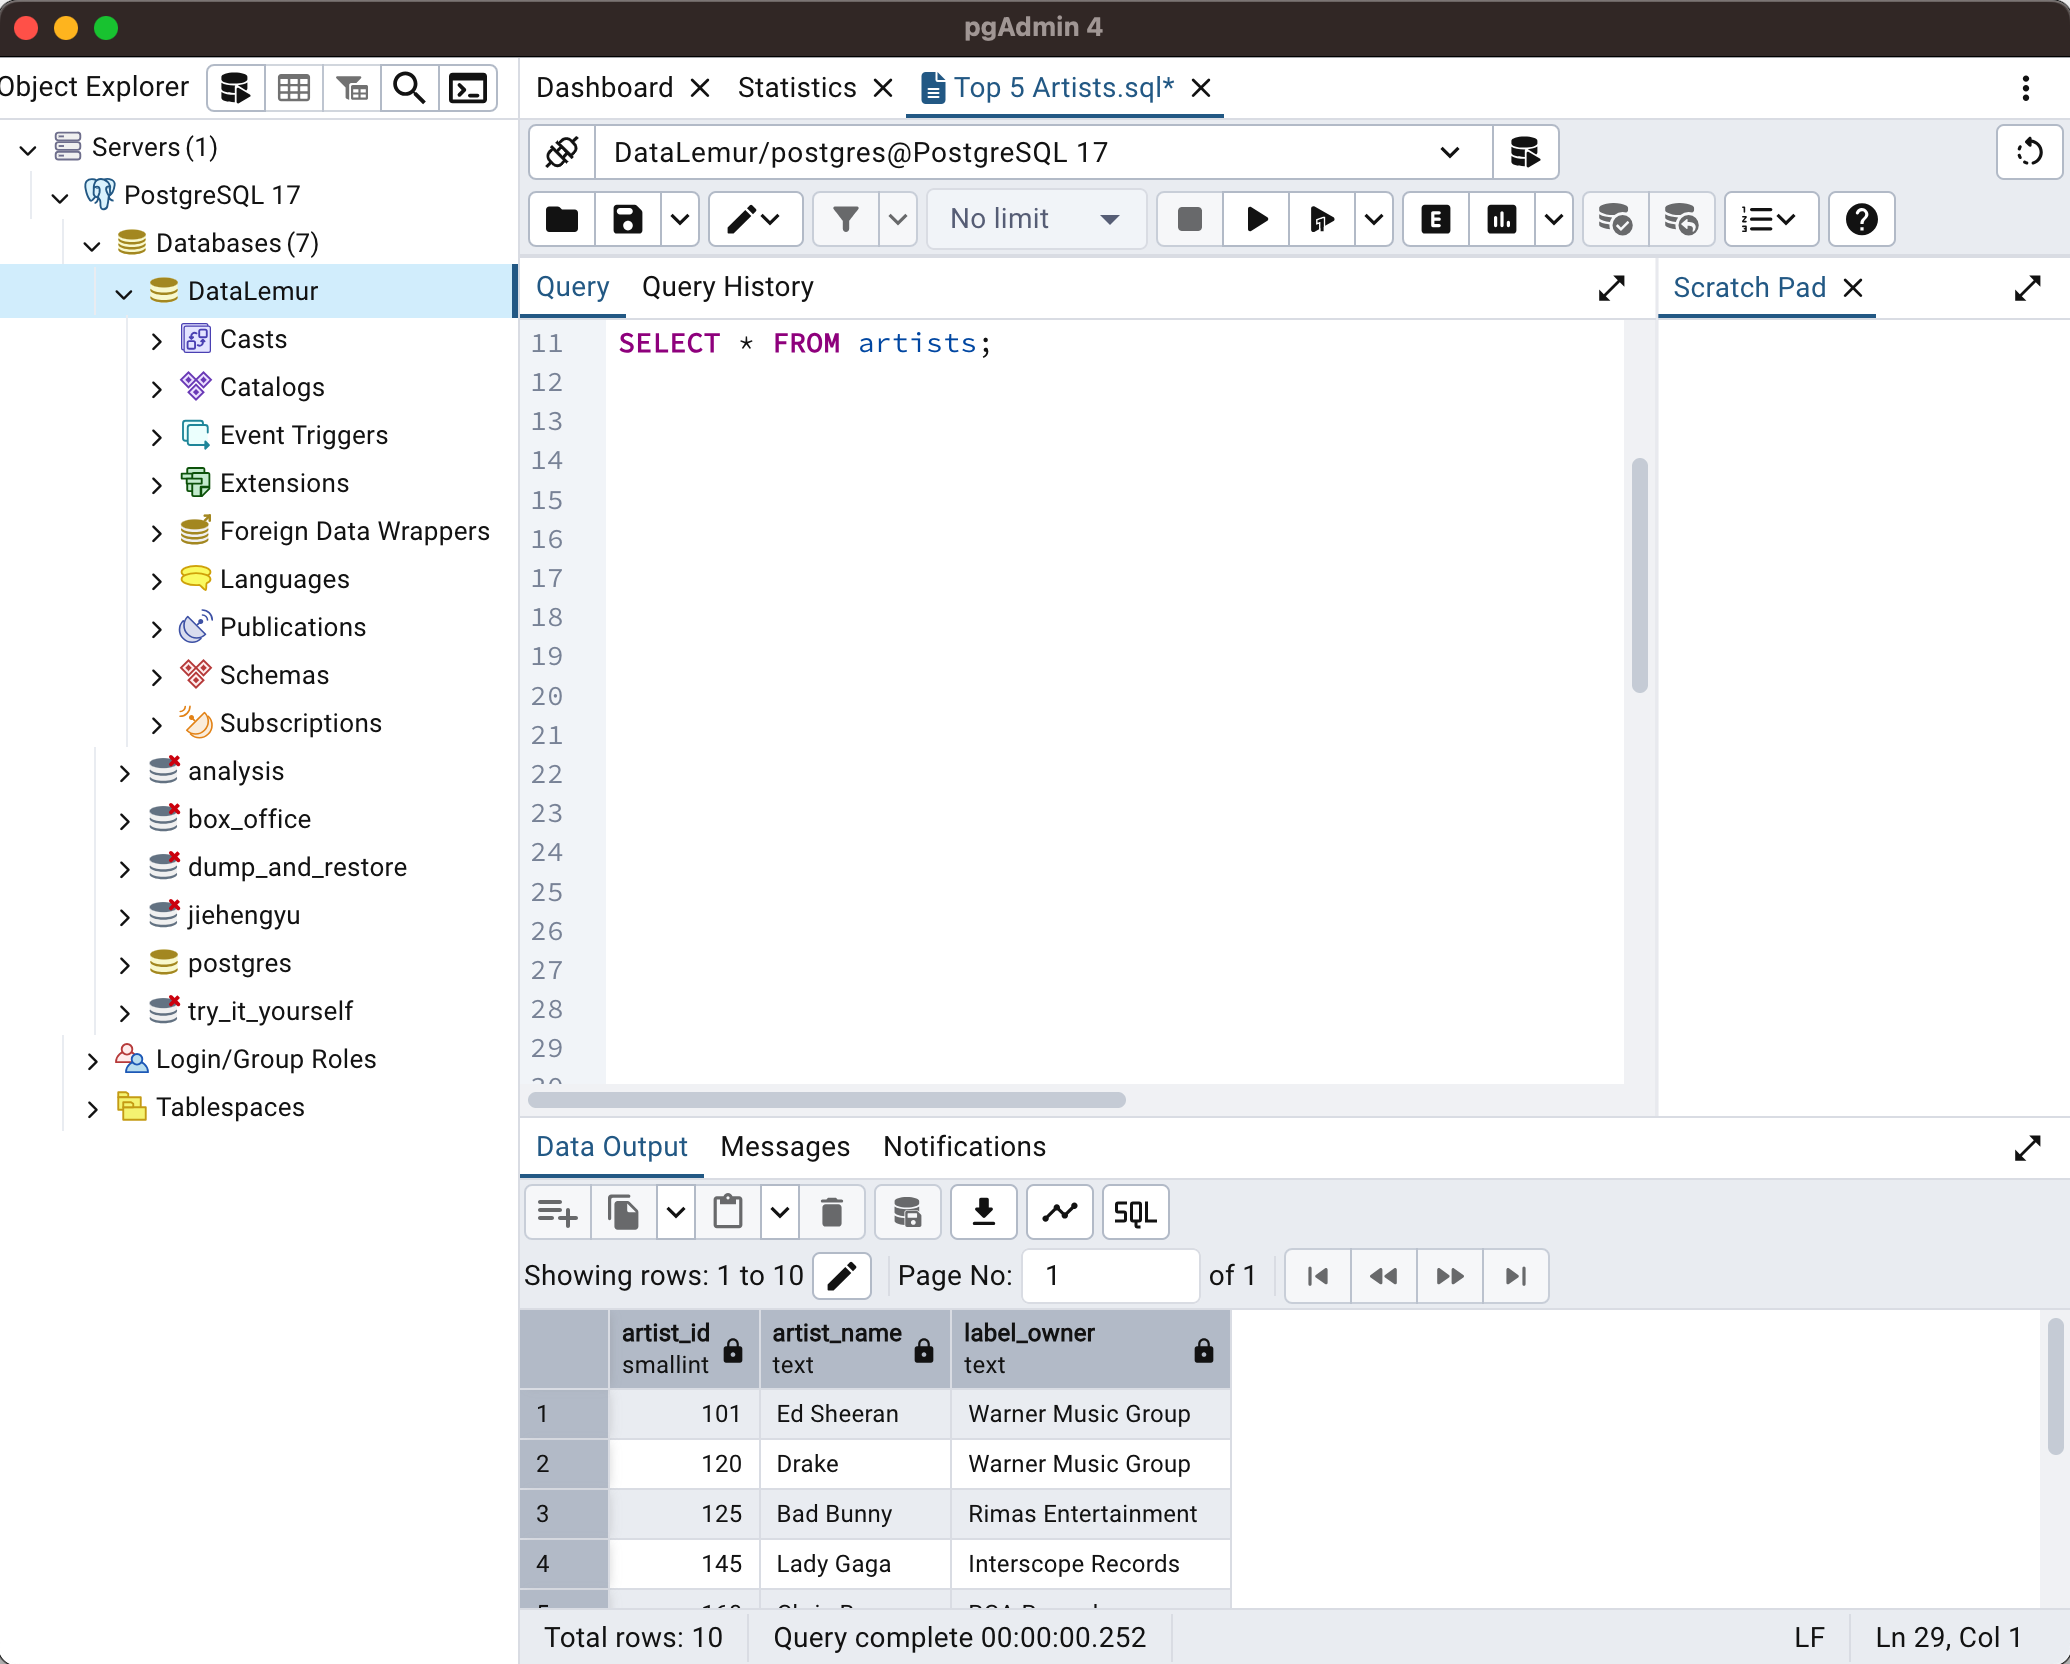 pgAdmin 4
Object Explorer
Dashboard
Statistics
Top 5 Artists.sql*
Servers (1)
PostgreSQL 17
Databases (7)
DataLemur
Casts
Catalogs
Event Triggers
Extensions
Foreign Data Wrappers
Languages
Publications
Schemas
Subscriptions
analysis
box_office
dump_and_restore
jiehengyu
postgres
try_it_yourself
Login/Group Roles
Tablespaces
DataLemur/postgres@PostgreSQL 17
No limit
E
Query
Query History
Scratch Pad
11 SELECT * FROM artists;
12
13
14
15
16
17
18
19
20
21
22
23
24
25
26
27
28
29
Data Output
Messages
Notifications
SQL
Showing rows: 1 to 10
Page No:
1
of 1
artist_id artist_name label_owner
smallint text text
1 101 Ed Sheeran Warner Music Group
2 120 Drake Warner Music Group
3 125 Bad Bunny Rimas Entertainment
4 145 Lady Gaga Interscope Records
Total rows: 10
Query complete 00:00:00.252
LF
Ln 29, Col 1